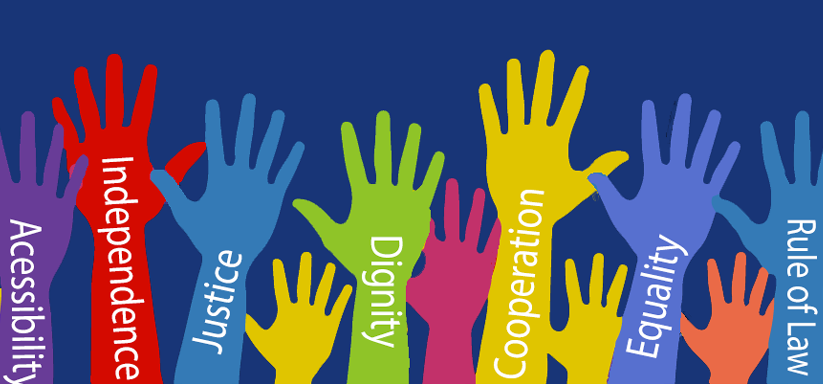 Acessibility
Independence
Justice
Dignity
Cooperation
Equality
Rule of Law